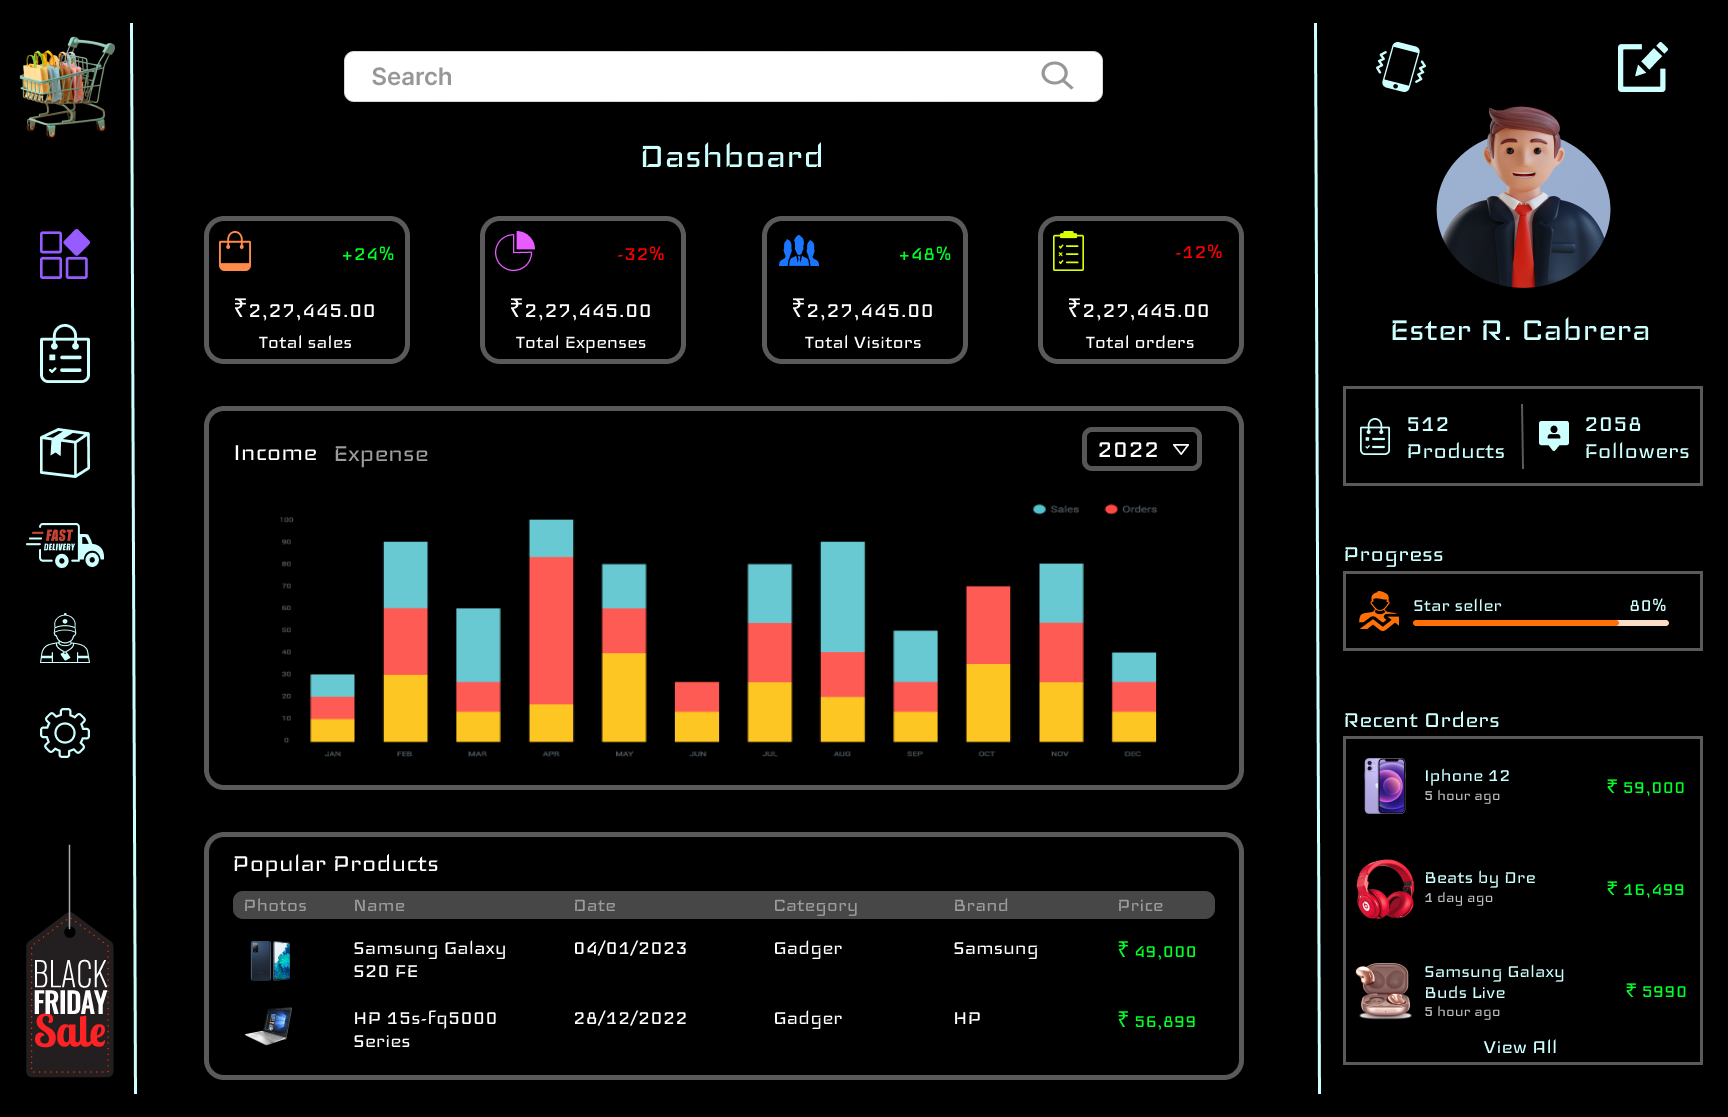 Search
Dashboard
+24%
₹2,27,445.00
Total sales
-32%
₹2,27,445.00
Total Expenses
+48%
₹2,27,445.00
Total Visitors
-12%
₹2,27,445.00
Total orders
Income Expense
2022
Sales Orders
100
90
80
70
60
50
40
30
20
10
0
JAN FEB MAR APR MAY JUN JUL AUG SEP OCT NOV DEC
Popular Products
Photos Name Date Category Brand Price
Samsung Galaxy 04/01/2023 Gadger Samsung ₹ 49,000
S20 FE
HP 15s-fq5000 28/12/2022 Gadger HP ₹ 56,899
Series
FAST
DELIVERY
BLACK
FRIDAY
Sale
Ester R. Cabrera
512
Products
2058
Followers
Progress
Star seller 80%
Recent Orders
Iphone 12
5 hour ago
₹ 59,000
Beats by Dre
1 day ago
₹ 16,499
Samsung Galaxy
Buds Live
5 hour ago
₹ 5990
View All